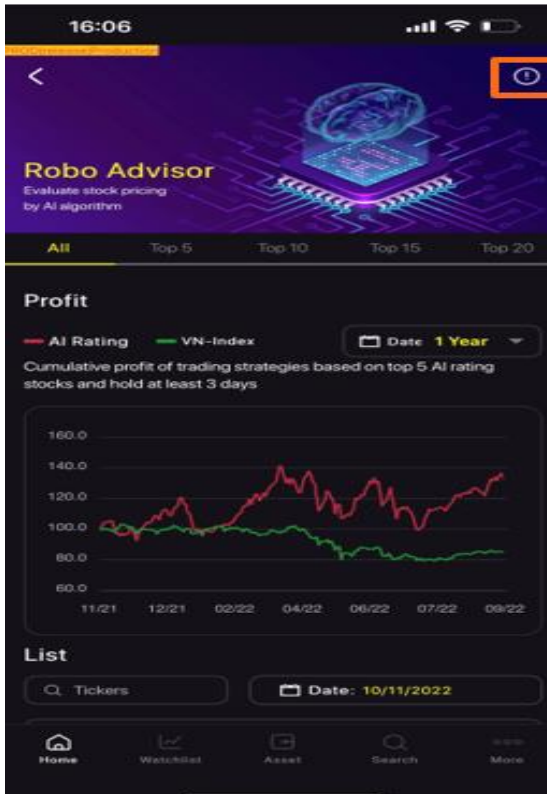 16:06
Robo Advisor
Evaluate stock pricing
by AI algorithm
All Top 5 Top 10 Top 15 Top 20
Profit
AI Rating VN-Index Date 1 Year
Cumulative profit of trading strategies based on top 5 AI rating
stocks and hold at least 3 days
160.0
140.0
120.0
100.0
80.0
60.0
11/21 12/21 02/22 04/22 06/22 07/22 09/22
List
Tickers Date: 10/11/2022
Home Watchlist Asset Search More